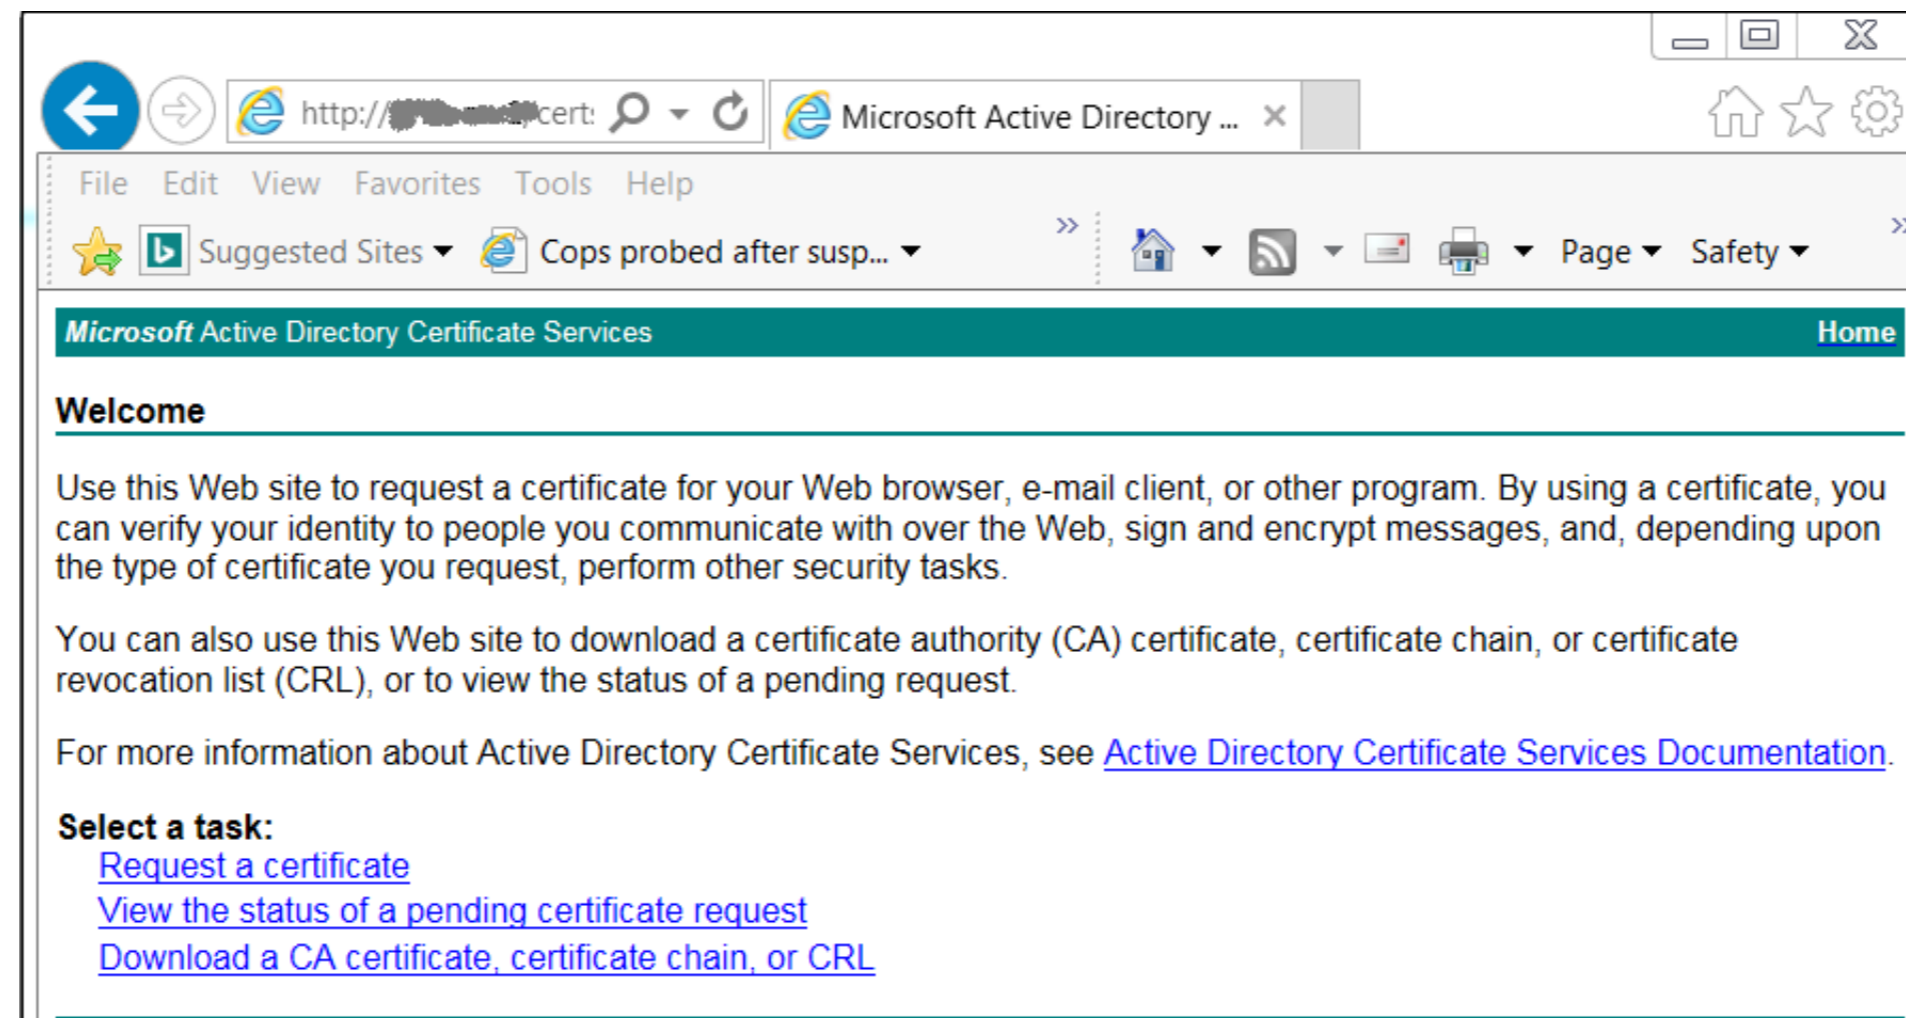 http:// cert
Microsoft Active Directory ...
File Edit View Favorites Tools Help
Suggested Sites Cops probed after susp... Page Safety
Microsoft Active Directory Certificate Services Home
Welcome
Use this Web site to request a certificate for your Web browser, e-mail client, or other program. By using a certificate, you
can verify your identity to people you communicate with over the Web, sign and encrypt messages, and, depending upon
the type of certificate you request, perform other security tasks.
You can also use this Web site to download a certificate authority (CA) certificate, certificate chain, or certificate
revocation list (CRL), or to view the status of a pending request.
For more information about Active Directory Certificate Services, see Active Directory Certificate Services Documentation.
Select a task:
Request a certificate
View the status of a pending certificate request
Download a CA certificate, certificate chain, or CRL